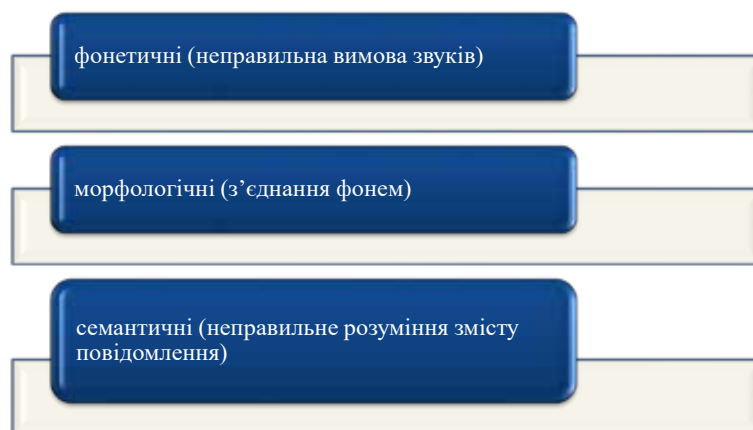 фонетичні (неправильна вимова звуків)
морфологічні (з’єднання фонем)
семантичні (неправильне розуміння змісту
повідомлення)